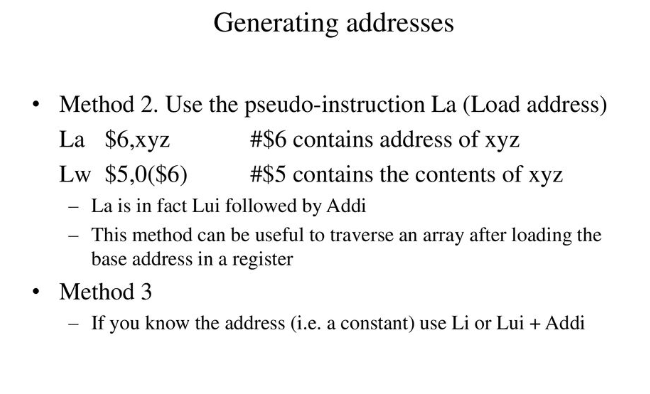 Generating addresses
• Method 2. Use the pseudo-instruction La (Load address)
La $6,xyz #$6 contains address of xyz
Lw $5,0($6) #$5 contains the contents of xyz
– La is in fact Lui followed by Addi
– This method can be useful to traverse an array after loading the
base address in a register
• Method 3
– If you know the address (i.e. a constant) use Li or Lui + Addi